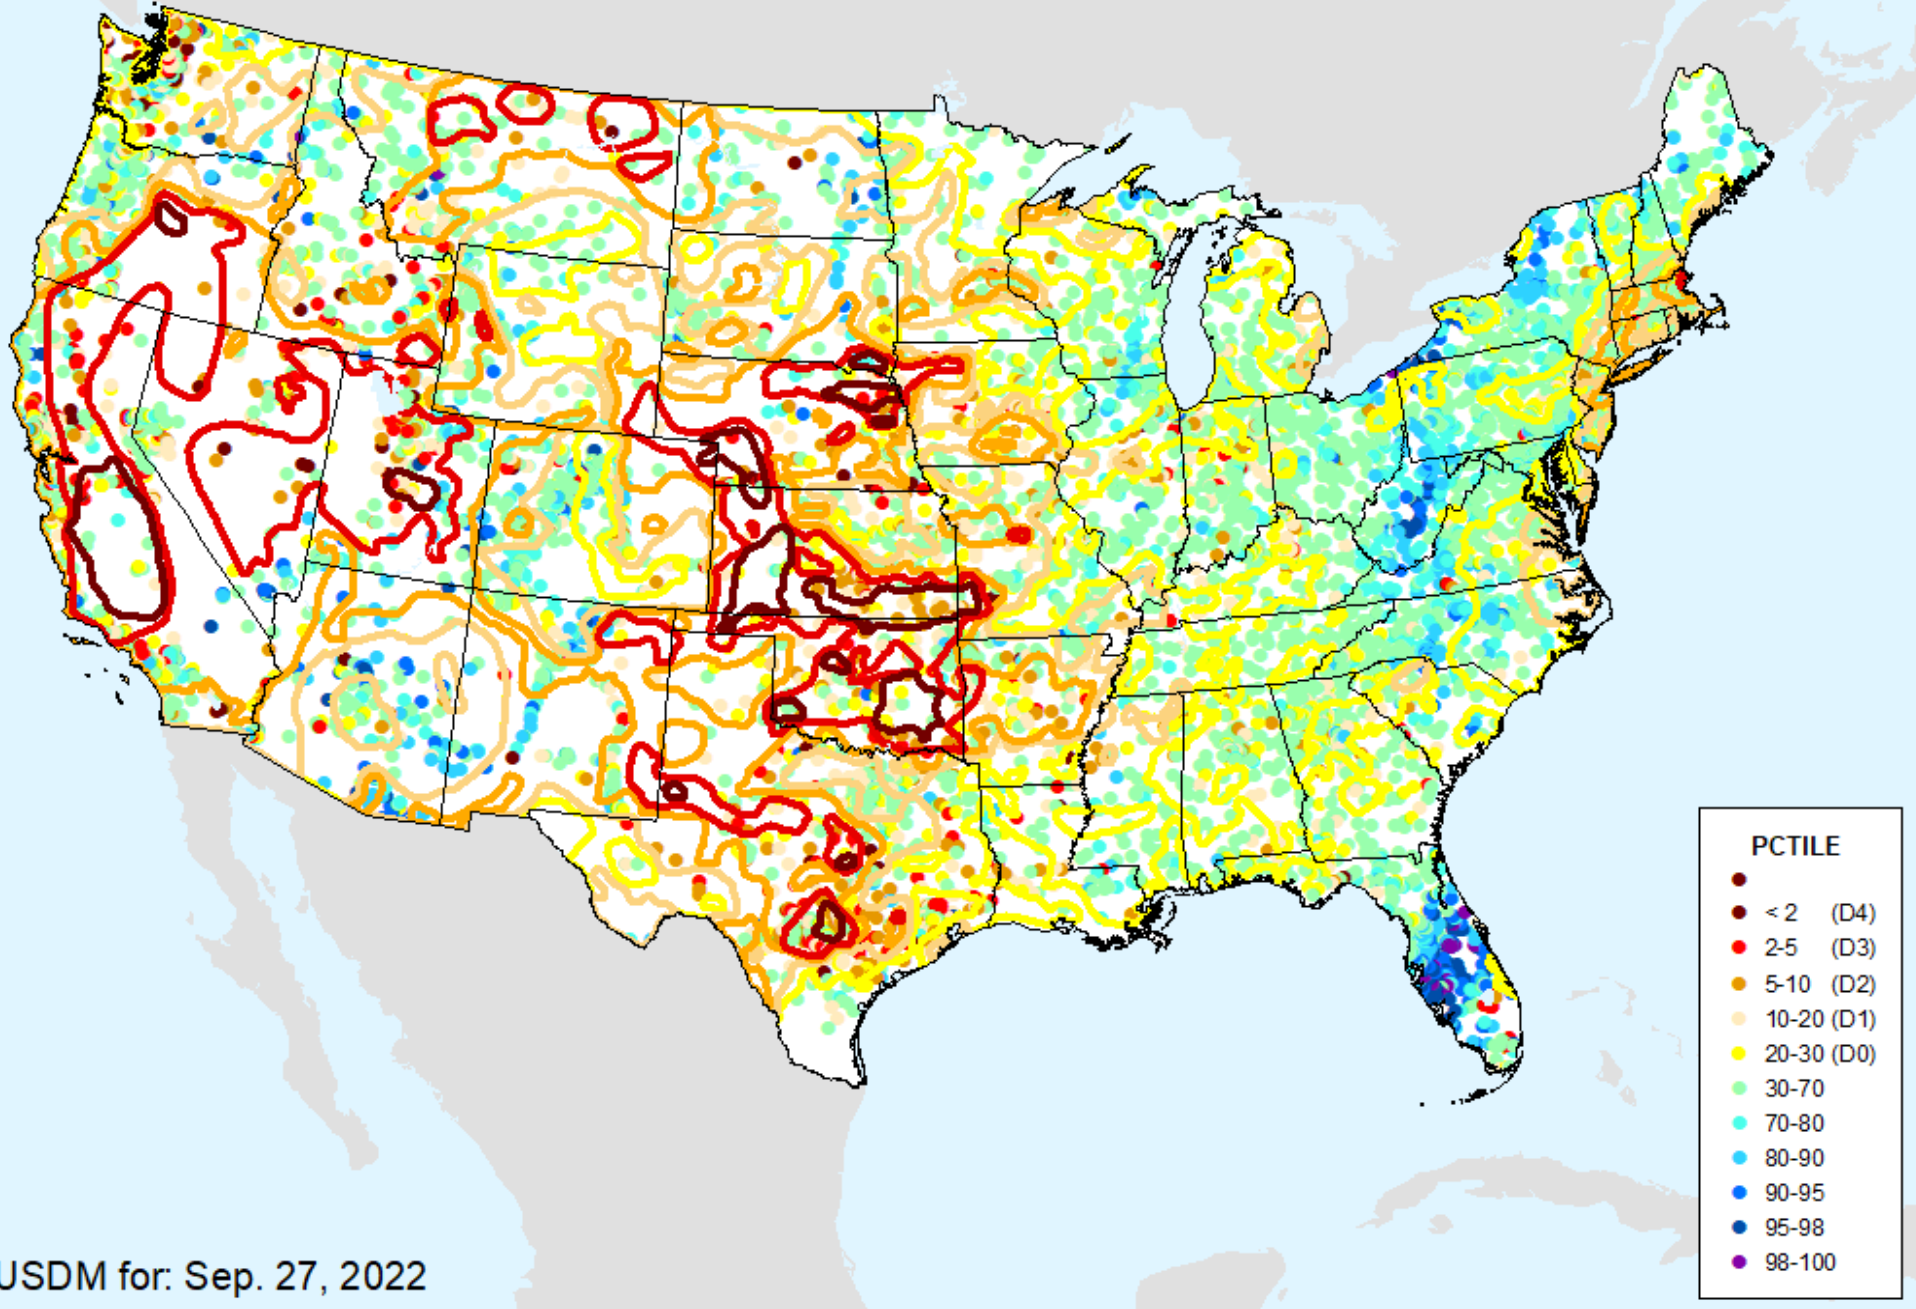 PCTILE
< 2 (D4)
2-5 (D3)
5-10 (D2)
10-20 (D1)
20-30 (D0)
30-70
70-80
80-90
90-95
95-98
98-100
USDM for: Sep. 27, 2022